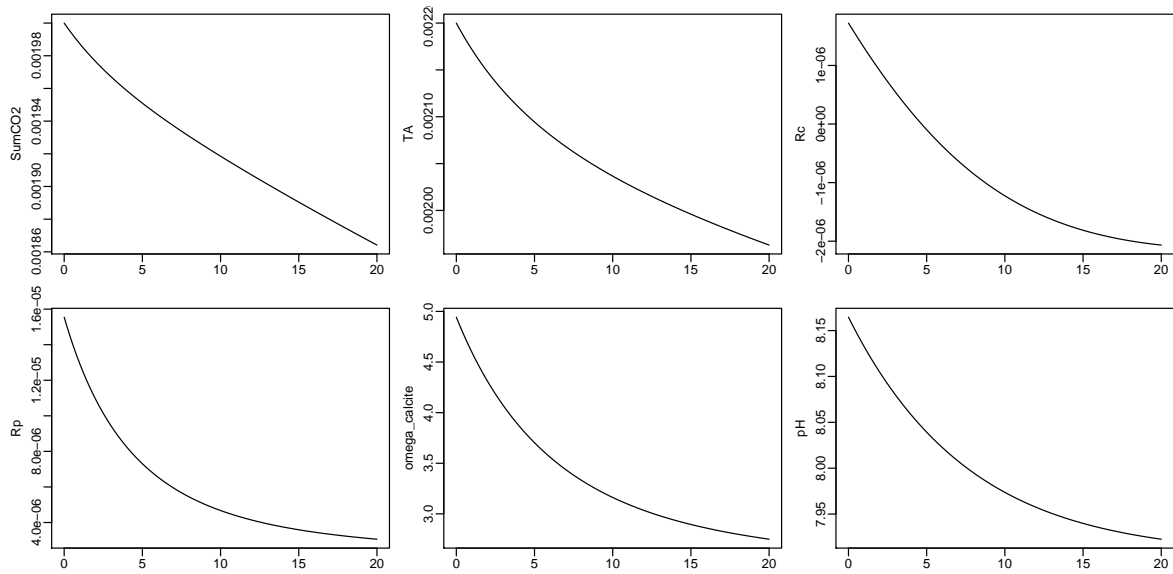 SumCO2
0.00186 0.00190 0.00194 0.00198
0 5 10 15 20
TA
0.00200 0.00210 0.0022
0 5 10 15 20
Rc
−2e−06 −1e−06 0e+00 1e−06
0 5 10 15 20
Rp
4.0e−06 8.0e−06 1.2e−05 1.6e−05
0 5 10 15 20
omega_calcite
3.0 3.5 4.0 4.5 5.0
0 5 10 15 20
pH
7.95 8.00 8.05 8.10 8.15
0 5 10 15 20